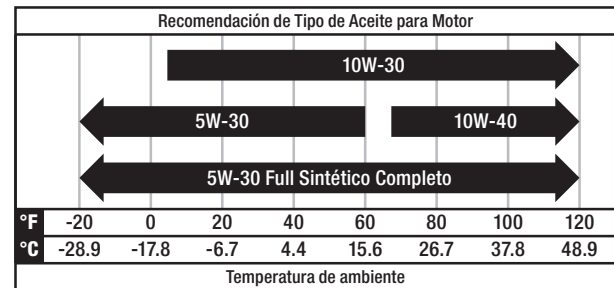 Recomendación de Tipo de Aceite para Motor
10W-30
5W-30 10W-40
5W-30 Full Sintético Completo
°F -20 0 20 40 60 80 100 120
°C -28.9 -17.8 -6.7 4.4 15.6 26.7 37.8 48.9
Temperatura de ambiente